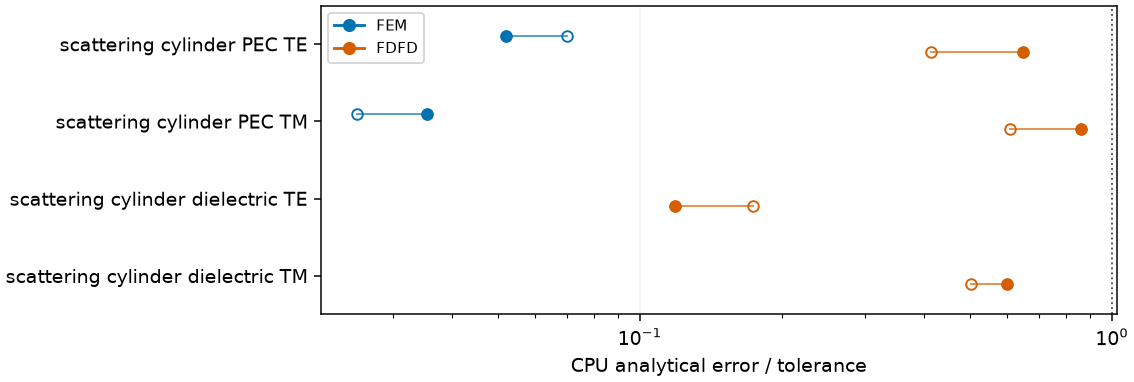 FEM
FDFD
scattering cylinder PEC TE
scattering cylinder PEC TM
scattering cylinder dielectric TE
scattering cylinder dielectric TM
10⁻¹
10⁰
CPU analytical error / tolerance